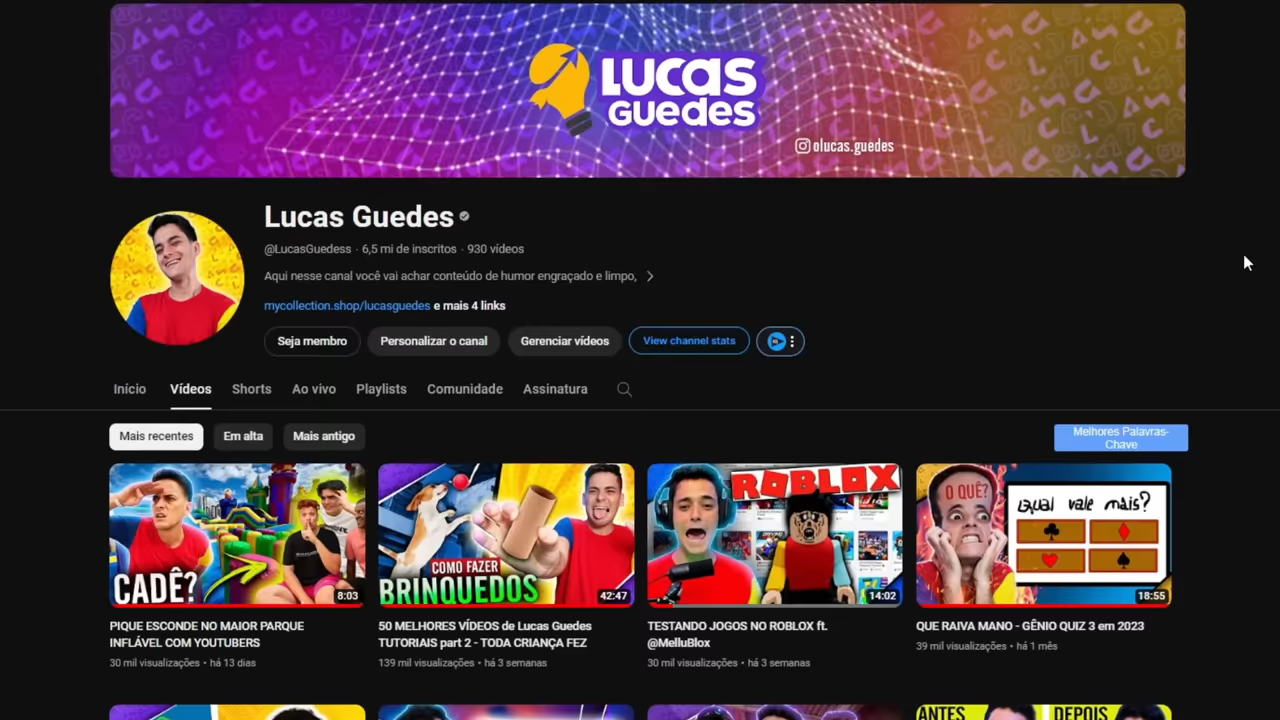 LUCAS
GUEDES
olucas.guedes
Lucas Guedes
@LucasGuedess · 6,5 mi de inscritos · 930 vídeos
Aqui nesse canal você vai achar conteúdo de humor engraçado e limpo,
mycollection.shop/lucasguedes e mais 4 links
Seja membro Personalizar o canal Gerenciar vídeos View channel stats
Início Vídeos Shorts Ao vivo Playlists Comunidade Assinatura
Mais recentes Em alta Mais antigo
Melhores Palavras-
Chave
CADÊ?
8:03
COMO FAZER
BRINQUEDOS
42:47
ROBLOX
14:02
O QUÊ?
qual vale mais?
18:55
PIQUE ESCONDE NO MAIOR PARQUE
INFLÁVEL COM YOUTUBERS
30 mil visualizações • há 13 dias
50 MELHORES VÍDEOS de Lucas Guedes
TUTORIAIS part 2 - TODA CRIANÇA FEZ
139 mil visualizações • há 3 semanas
TESTANDO JOGOS NO ROBLOX ft.
@MelluBlox
30 mil visualizações • há 3 semanas
QUE RAIVA MANO - GÊNIO QUIZ 3 em 2023
39 mil visualizações • há 1 mês
ANTES DEPOIS